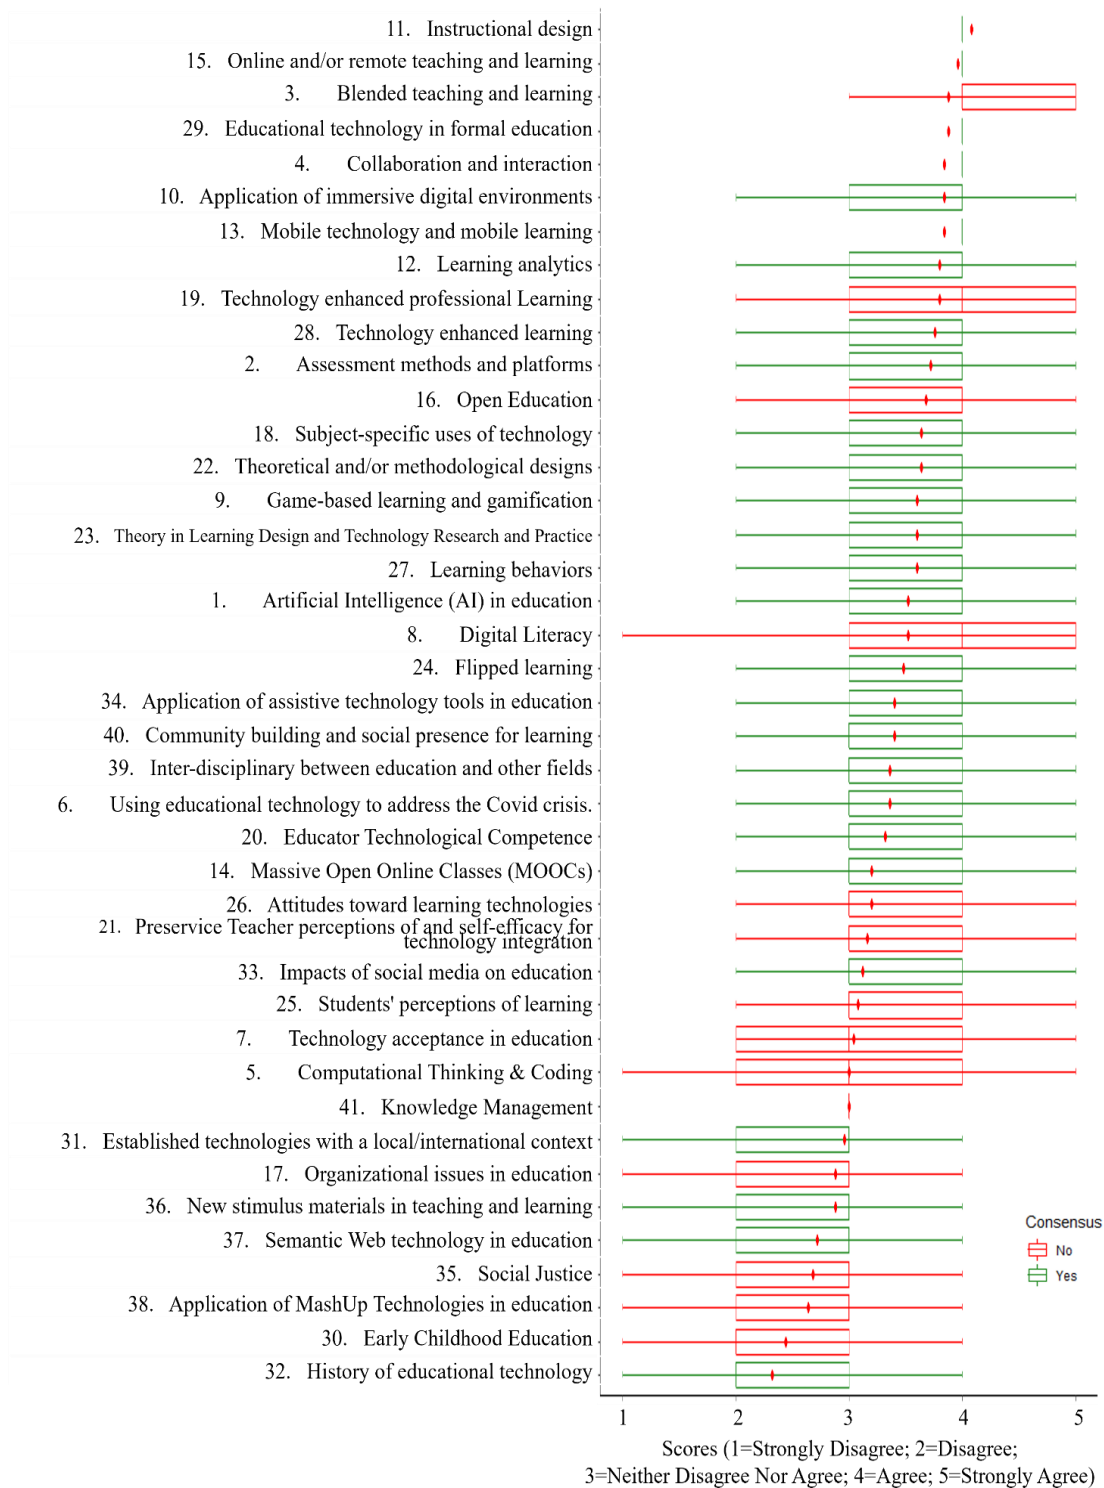 11. Instructional design
15. Online and/or remote teaching and learning
3. Blended teaching and learning
29. Educational technology in formal education
4. Collaboration and interaction
10. Application of immersive digital environments
13. Mobile technology and mobile learning
12. Learning analytics
19. Technology enhanced professional Learning
28. Technology enhanced learning
2. Assessment methods and platforms
16. Open Education
18. Subject-specific uses of technology
22. Theoretical and/or methodological designs
9. Game-based learning and gamification
23. Theory in Learning Design and Technology Research and Practice
27. Learning behaviors
1. Artificial Intelligence (AI) in education
8. Digital Literacy
24. Flipped learning
34. Application of assistive technology tools in education
40. Community building and social presence for learning
39. Inter-disciplinary between education and other fields
6. Using educational technology to address the Covid crisis.
20. Educator Technological Competence
14. Massive Open Online Classes (MOOCs)
26. Attitudes toward learning technologies
21. Preservice Teacher perceptions of and self-efficacy for
technology integration
33. Impacts of social media on education
25. Students' perceptions of learning
7. Technology acceptance in education
5. Computational Thinking & Coding
41. Knowledge Management
31. Established technologies with a local/international context
17. Organizational issues in education
36. New stimulus materials in teaching and learning
37. Semantic Web technology in education
35. Social Justice
38. Application of MashUp Technologies in education
30. Early Childhood Education
32. History of educational technology
Consensus
No
Yes
1 2 3 4 5
Scores (1=Strongly Disagree; 2=Disagree;
3=Neither Disagree Nor Agree; 4=Agree; 5=Strongly Agree)